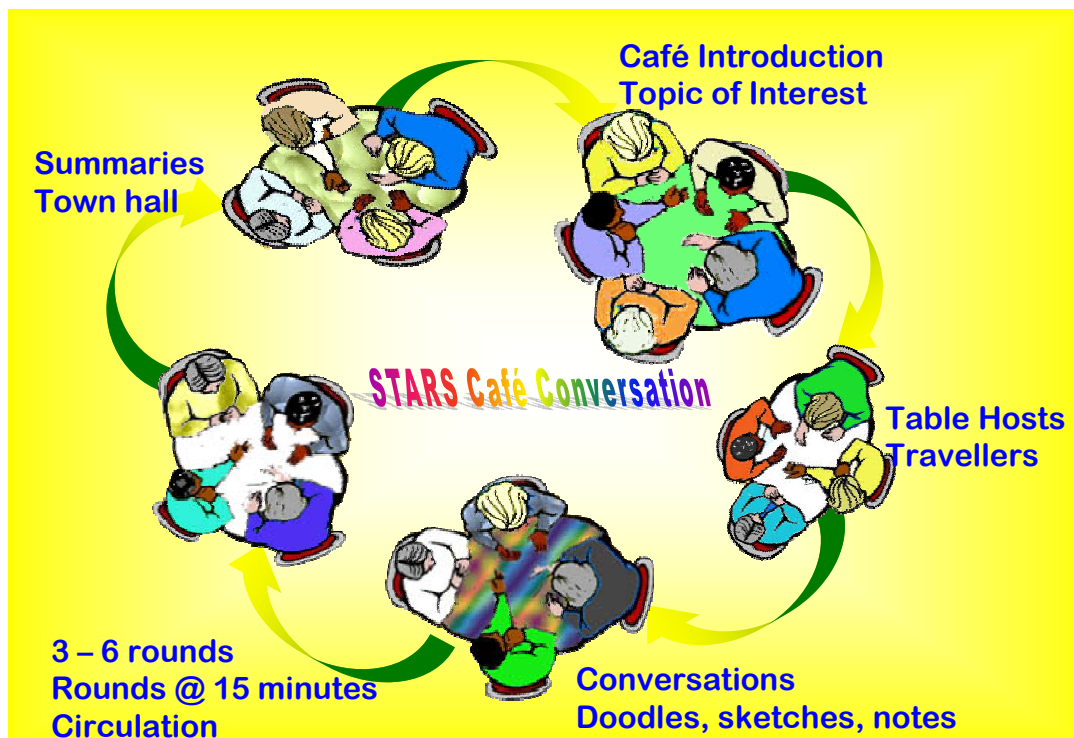 Café Introduction
Topic of Interest
Summaries
Town hall
STARS Café Conversation
Table Hosts
Travellers
3 – 6 rounds
Rounds @ 15 minutes
Circulation
Conversations
Doodles, sketches, notes